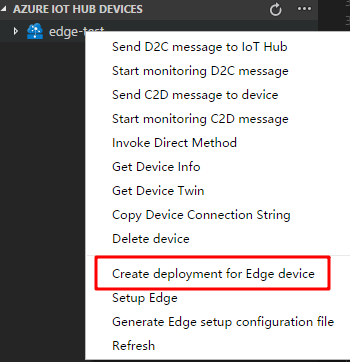 AZURE IOT HUB DEVICES
edge-test
Send D2C message to IoT Hub
Start monitoring D2C message
Send C2D message to device
Start monitoring C2D message
Invoke Direct Method
Get Device Info
Get Device Twin
Copy Device Connection String
Delete device
Create deployment for Edge device
Setup Edge
Generate Edge setup configuration file
Refresh